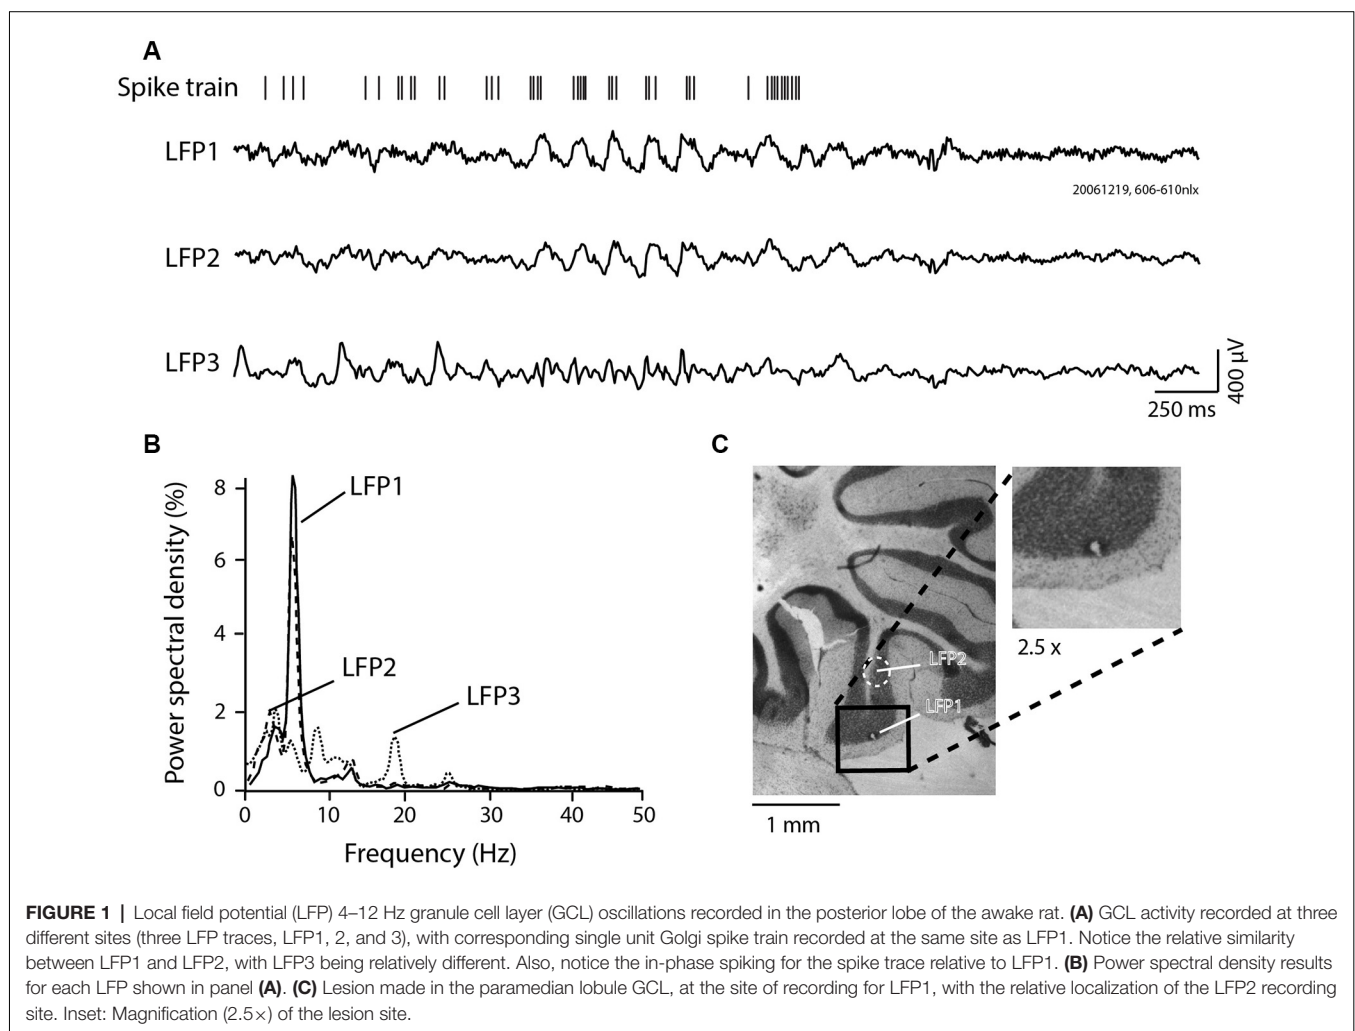 A
Spike train
LFP1
20061219, 606-610nlx
LFP2
LFP3
400 μV
250 ms
B
Power spectral density (%)
8
6
4
2
0
LFP1
LFP2
LFP3
0 10 20 30 40 50
Frequency (Hz)
C
LFP2
LFP1
2.5 x
1 mm
FIGURE 1 | Local field potential (LFP) 4–12 Hz granule cell layer (GCL) oscillations recorded in the posterior lobe of the awake rat. (A) GCL activity recorded at three
different sites (three LFP traces, LFP1, 2, and 3), with corresponding single unit Golgi spike train recorded at the same site as LFP1. Notice the relative similarity
between LFP1 and LFP2, with LFP3 being relatively different. Also, notice the in-phase spiking for the spike trace relative to LFP1. (B) Power spectral density results
for each LFP shown in panel (A). (C) Lesion made in the paramedian lobule GCL, at the site of recording for LFP1, with the relative localization of the LFP2 recording
site. Inset: Magnification (2.5×) of the lesion site.